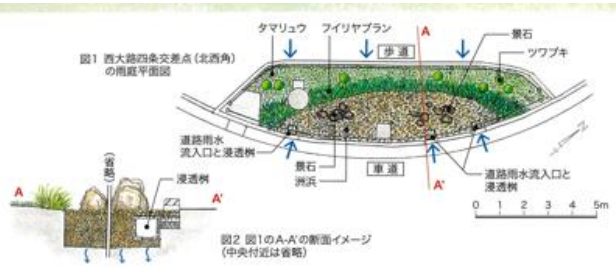 タマリュウ
フイリヤブラン
A
景石
ツワブキ
歩道
図1 西大路四条交差点(北西角)
の雨庭平面図
道路雨水
流入口と浸透桝
景石
洲浜
車道
A'
道路雨水流入口と
浸透桝
0 1 2 3 4 5m
(省略)
A
A'
浸透桝
図2 図1のA-A'の断面イメージ
(中央付近は省略)